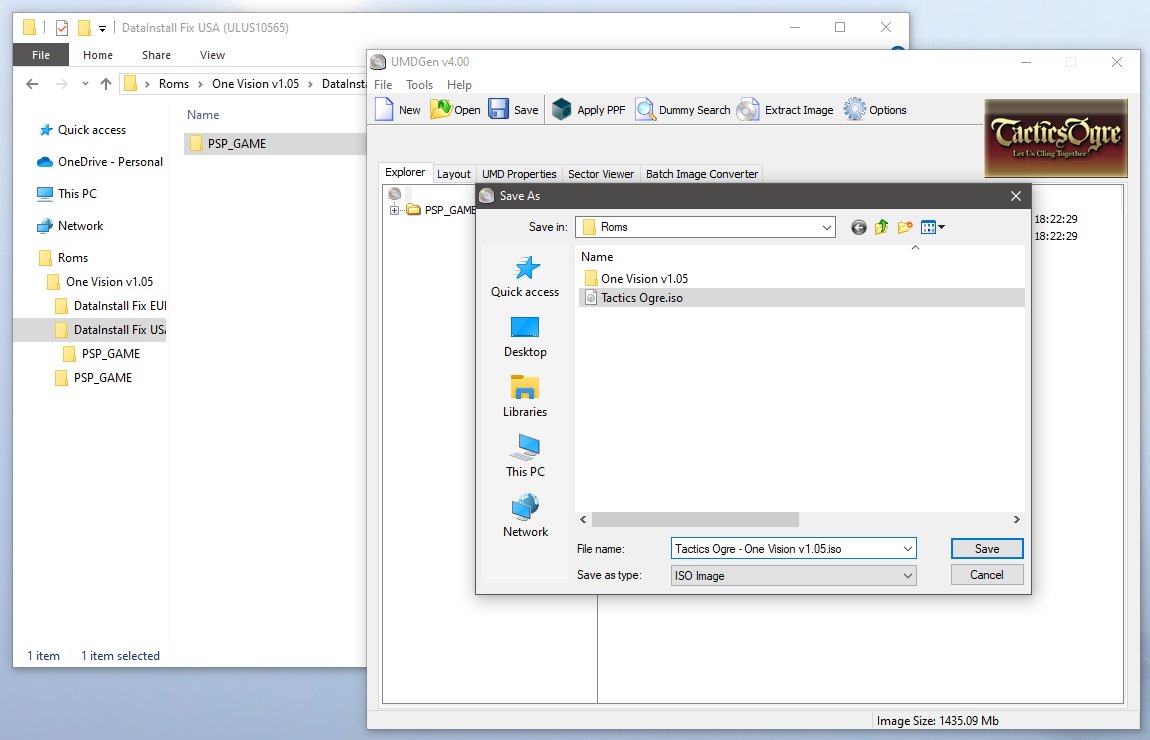 DataInstall Fix USA (ULUS10565)
File Home Share View
Roms One Vision v1.05 DataInsta
Name
PSP_GAME
Quick access
OneDrive - Personal
This PC
Network
Roms
One Vision v1.05
DataInstall Fix EUR
DataInstall Fix USA
PSP_GAME
PSP_GAME
1 item 1 item selected
UMDGen v4.00
File Tools Help
New Open Save Apply PPF Dummy Search Extract Image Options
Tactics Ogre
Let Us Cling Together
Explorer Layout UMD Properties Sector Viewer Batch Image Converter
PSP_GAME
18:22:29
18:22:29
Save As
Save in: Roms
Quick access
Desktop
Libraries
This PC
Network
Name
One Vision v1.05
Tactics Ogre.iso
File name: Tactics Ogre - One Vision v1.05.iso Save
Save as type: ISO Image Cancel
Image Size: 1435.09 Mb